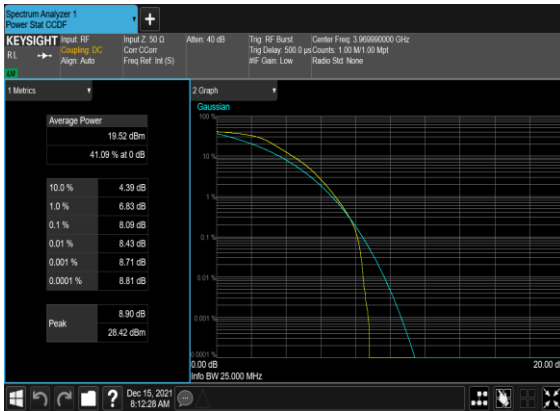 Spectrum Analyzer 1
Power Stat CCDF
KEYSIGHT
RL
LM
Input: RF
Coupling: DC
Align: Auto
Input Z: 50 Ω
Corr CCorr
Freq Ref: Int (S)
Atten: 40 dB
Trig: RF Burst
Trig Delay: 500.0 µs
#IF Gain: Low
Center Freq: 3.969990000 GHz
Counts: 1.00 M/1.00 Mpt
Radio Std: None
1 Metrics
Average Power
19.52 dBm
41.09 % at 0 dB
10.0 % 4.39 dB
1.0 % 6.83 dB
0.1 % 8.09 dB
0.01 % 8.43 dB
0.001 % 8.71 dB
0.0001 % 8.81 dB
Peak
8.90 dB
28.42 dBm
2 Graph
Gaussian
100 %
10 %
1 %
0.1 %
0.01 %
0.001 %
0.0001 %
0.00 dB
20.00 d
Info BW 25.000 MHz
Dec 15, 2021
8:12:28 AM